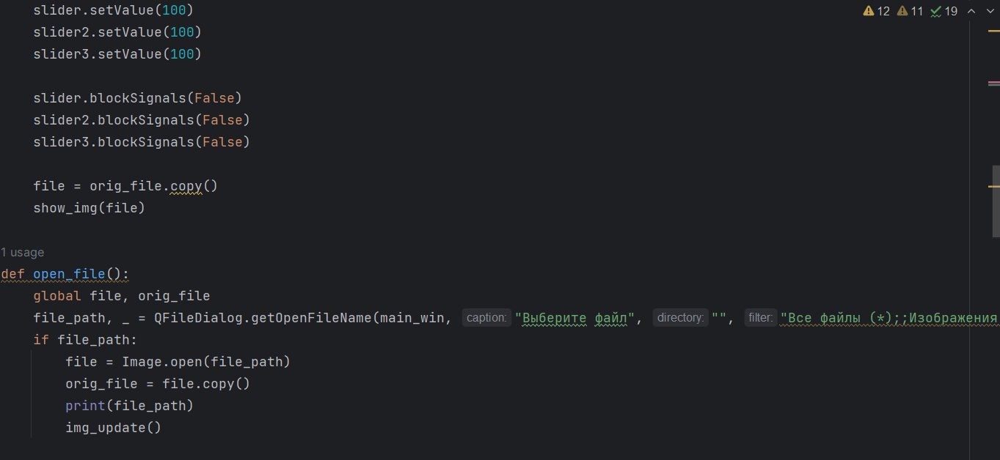 slider.setValue(100)
12 11 19
slider2.setValue(100)
slider3.setValue(100)
slider.blockSignals(False)
slider2.blockSignals(False)
slider3.blockSignals(False)
file = orig_file.copy()
show_img(file)
1 usage
def open_file():
global file, orig_file
file_path, _ = QFileDialog.getOpenFileName(main_win, caption: "Выберите файл", directory: "", filter: "Все файлы (*);;Изображения
if file_path:
file = Image.open(file_path)
orig_file = file.copy()
print(file_path)
img_update()